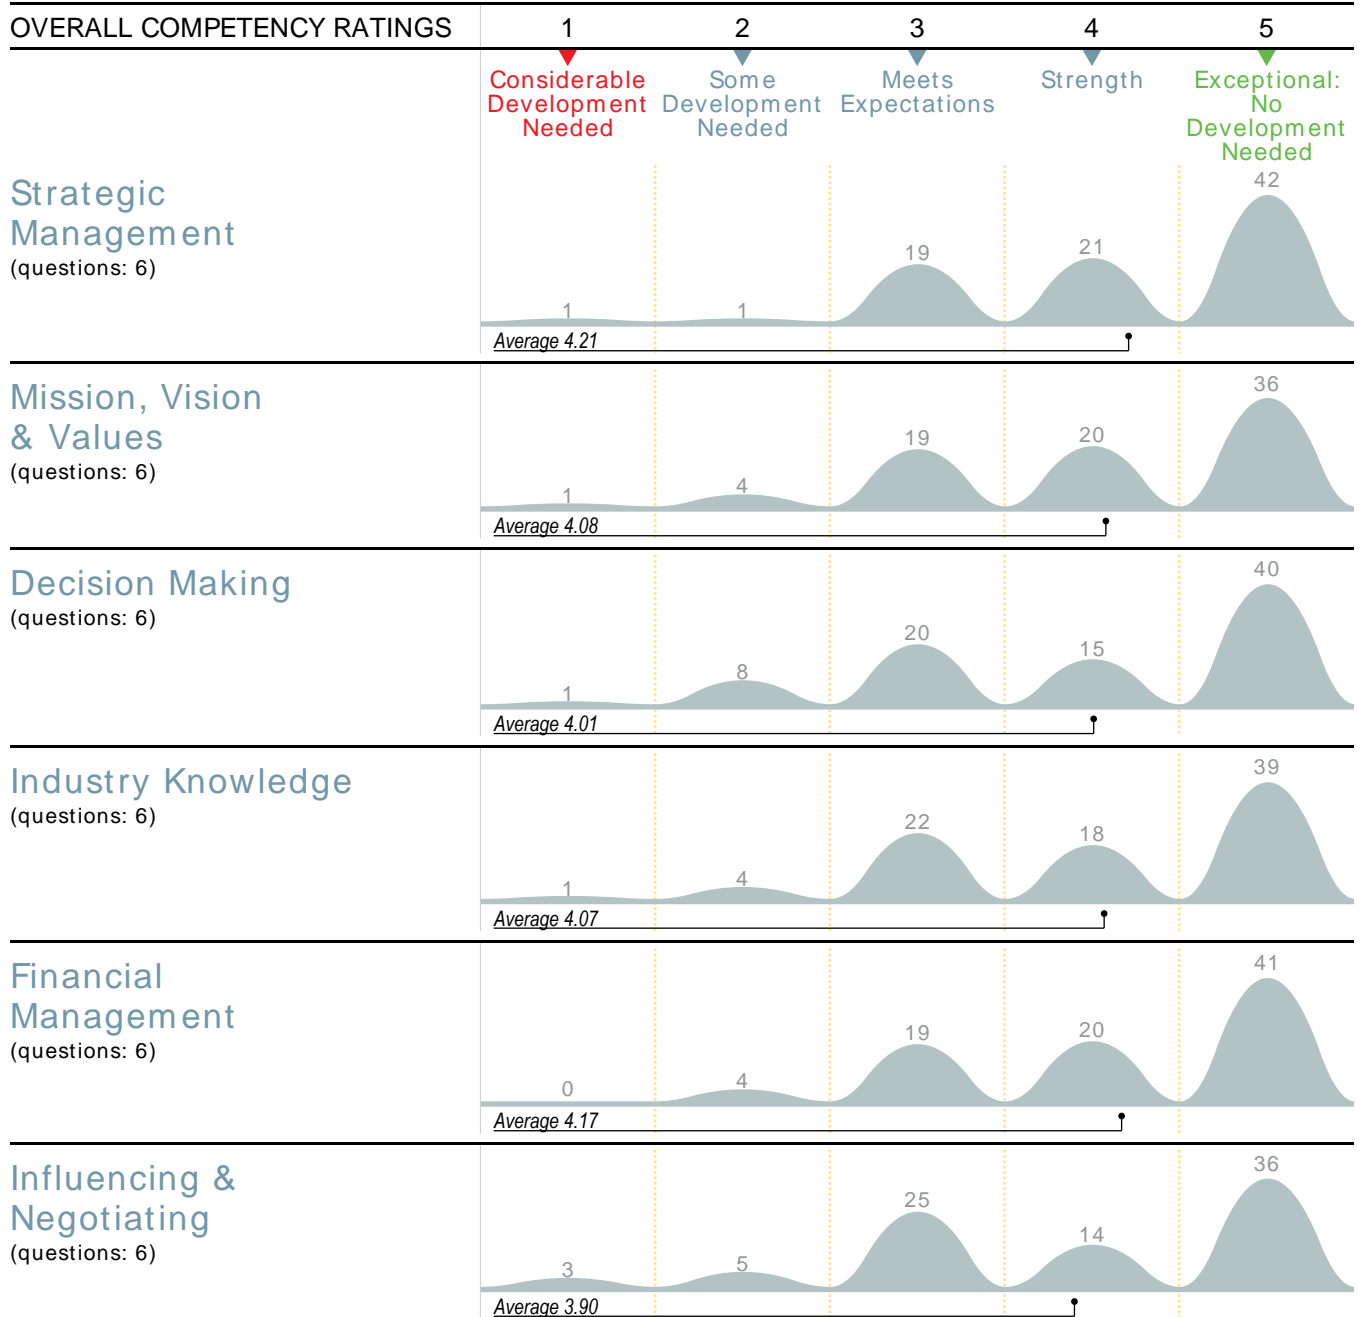 OVERALL COMPETENCY RATINGS 1 2 3 4 5
Considerable
Development
Needed
Some
Development
Needed
Meets
Expectations
Strength
Exceptional:
No
Development
Needed
Strategic
Management
(questions: 6)
1 1 19 21 42
Average 4.21
Mission, Vision
& Values
(questions: 6)
1 4 19 20 36
Average 4.08
Decision Making
(questions: 6)
1 8 20 15 40
Average 4.01
Industry Knowledge
(questions: 6)
1 4 22 18 39
Average 4.07
Financial
Management
(questions: 6)
0 4 19 20 41
Average 4.17
Influencing &
Negotiating
(questions: 6)
3 5 25 14 36
Average 3.90